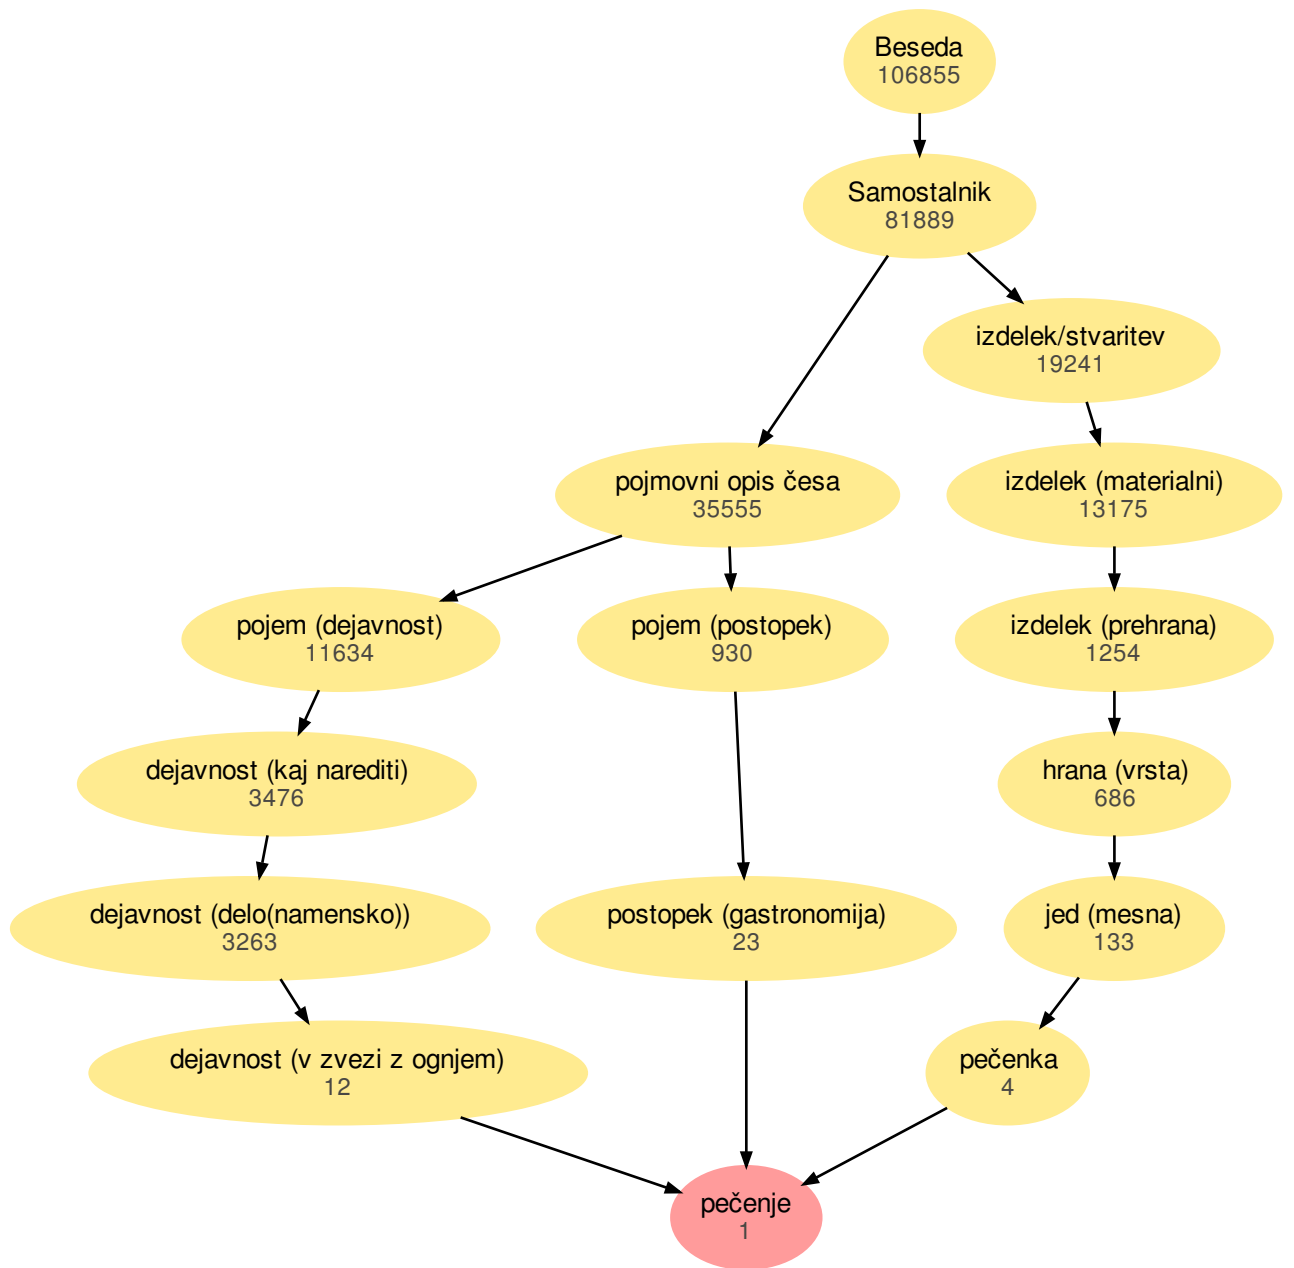 Beseda
106855
Samostalnik
81889
izdelek/stvaritev
19241
pojmovni opis česa
35555
izdelek (materialni)
13175
pojem (dejavnost)
11634
pojem (postopek)
930
izdelek (prehrana)
1254
dejavnost (kaj narediti)
3476
hrana (vrsta)
686
dejavnost (delo(namensko))
3263
postopek (gastronomija)
23
jed (mesna)
133
dejavnost (v zvezi z ognjem)
12
pečenka
4
pečenje
1